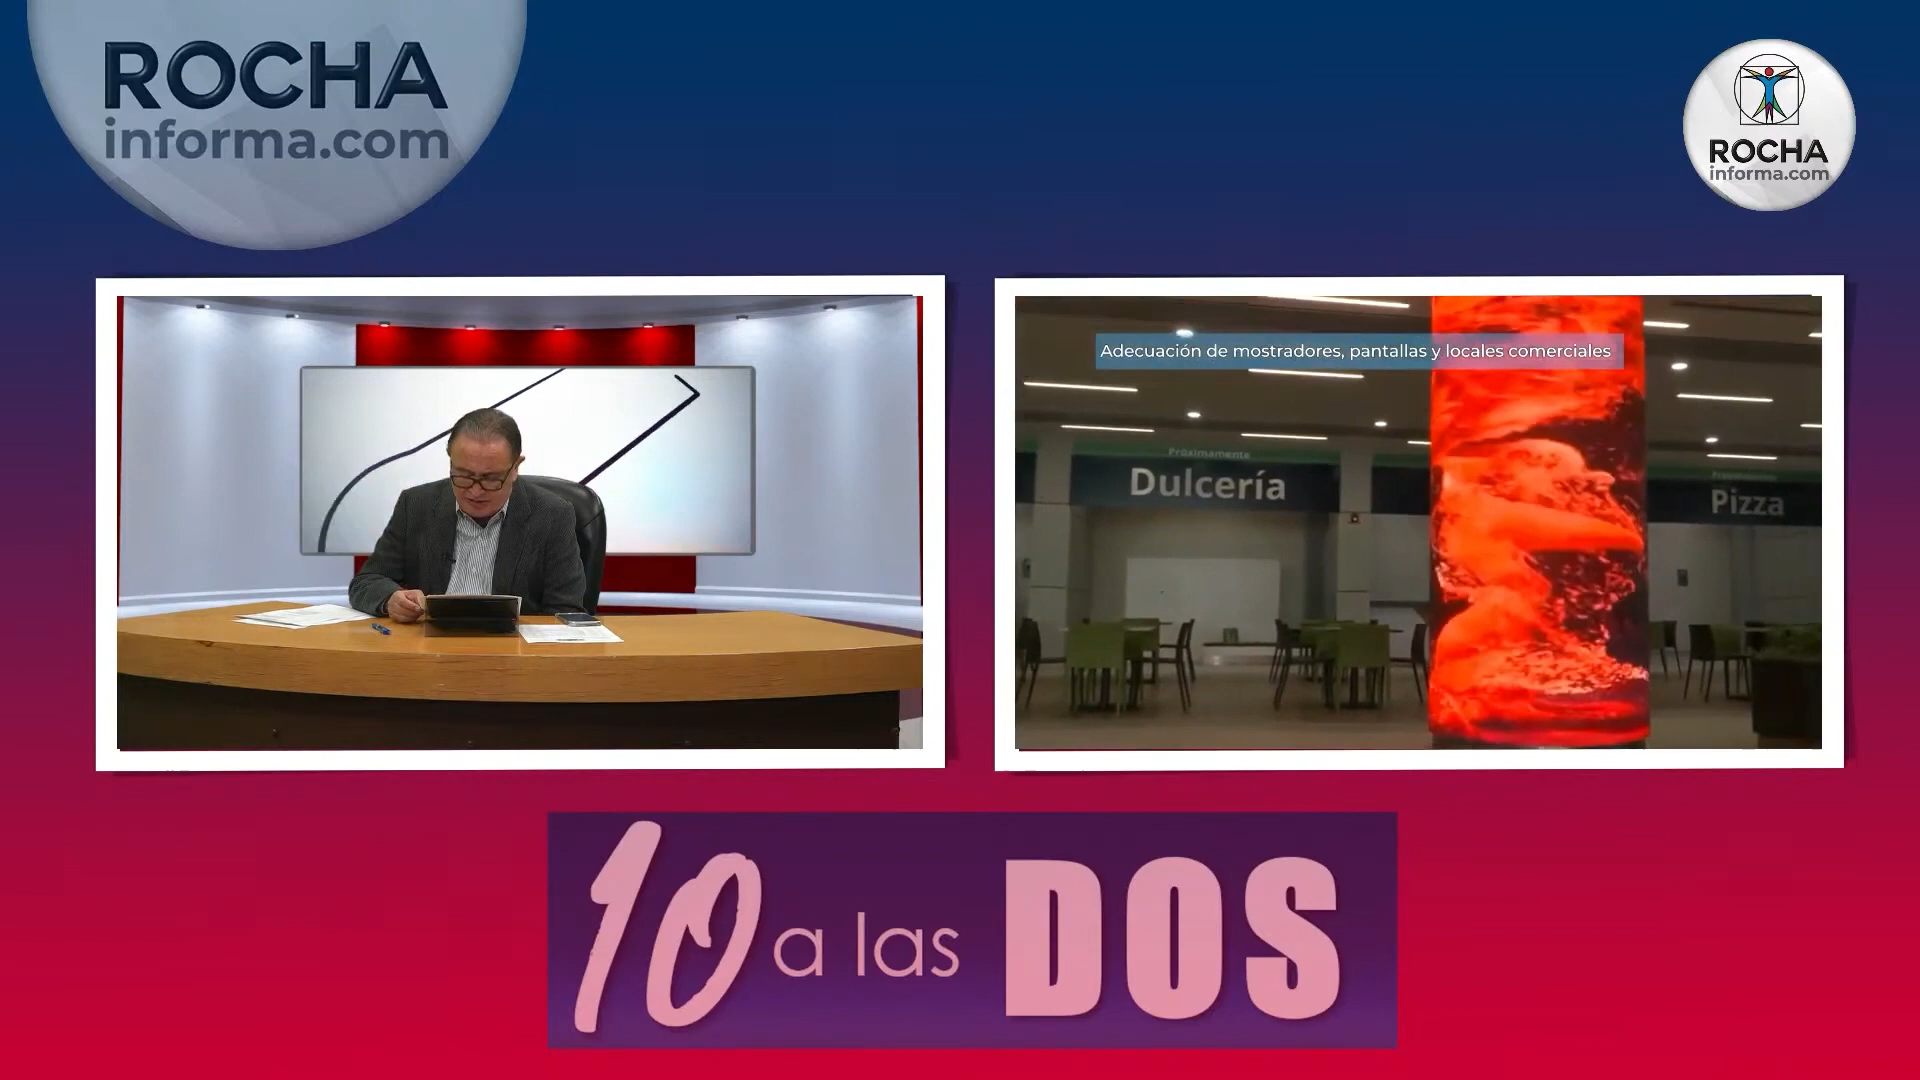 ROCHA
informa.com
ROCHA
informa.com
Adecuación de mostradores, pantallas y locales comerciales
Próximamente
Dulcería
Pizza
10 a las DOS